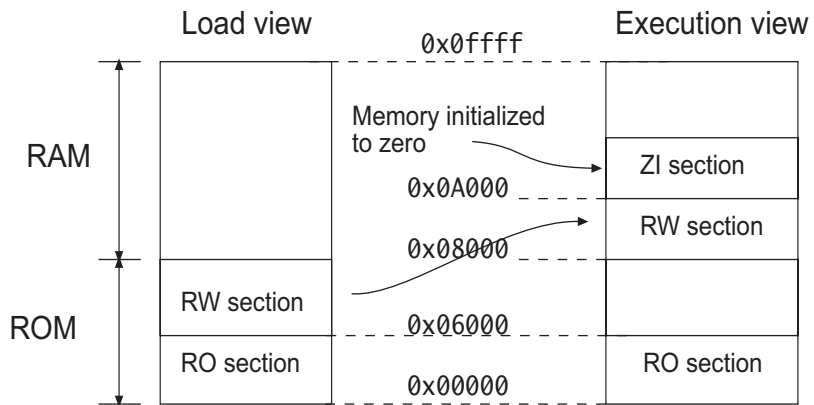 Load view
Execution view
0x0ffff
Memory initialized
to zero
RAM
ZI section
0x0A000
RW section
0x08000
RW section
ROM
0x06000
RO section
RO section
0x00000